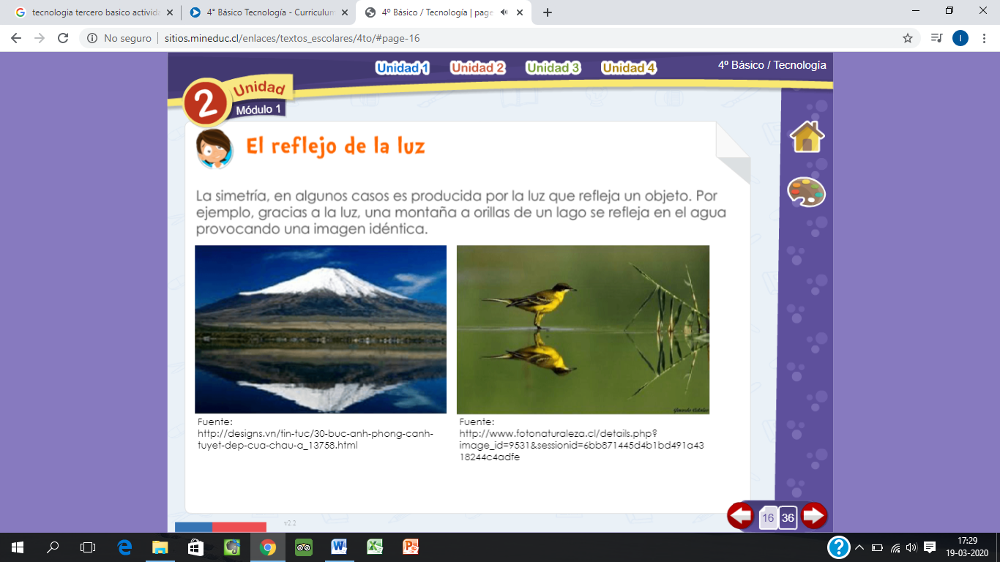 tecnologia tercero basico activida
4° Básico Tecnología - Curriculum
4º Básico / Tecnología | page
No seguro
sitios.mineduc.cl/enlaces/textos_escolares/4to/#page-16
I
Unidad 1
Unidad 2
Unidad 3
Unidad 4
4º Básico / Tecnología
2
Unidad
Módulo 1
El reflejo de la luz
La simetría, en algunos casos es producida por la luz que refleja un objeto. Por
ejemplo, gracias a la luz, una montaña a orillas de un lago se refleja en el agua
provocando una imagen idéntica.
Fuente:
http://designs.vn/tin-tuc/30-buc-anh-phong-canh-
tuyet-dep-cua-chau-a_13758.html
Fuente:
http://www.fotonaturaleza.cl/details.php?
image_id=9531&sessionid=6bb871445d4b1bd491a43
18244c4adfe
16
36
v2.2
17:29
19-03-2020